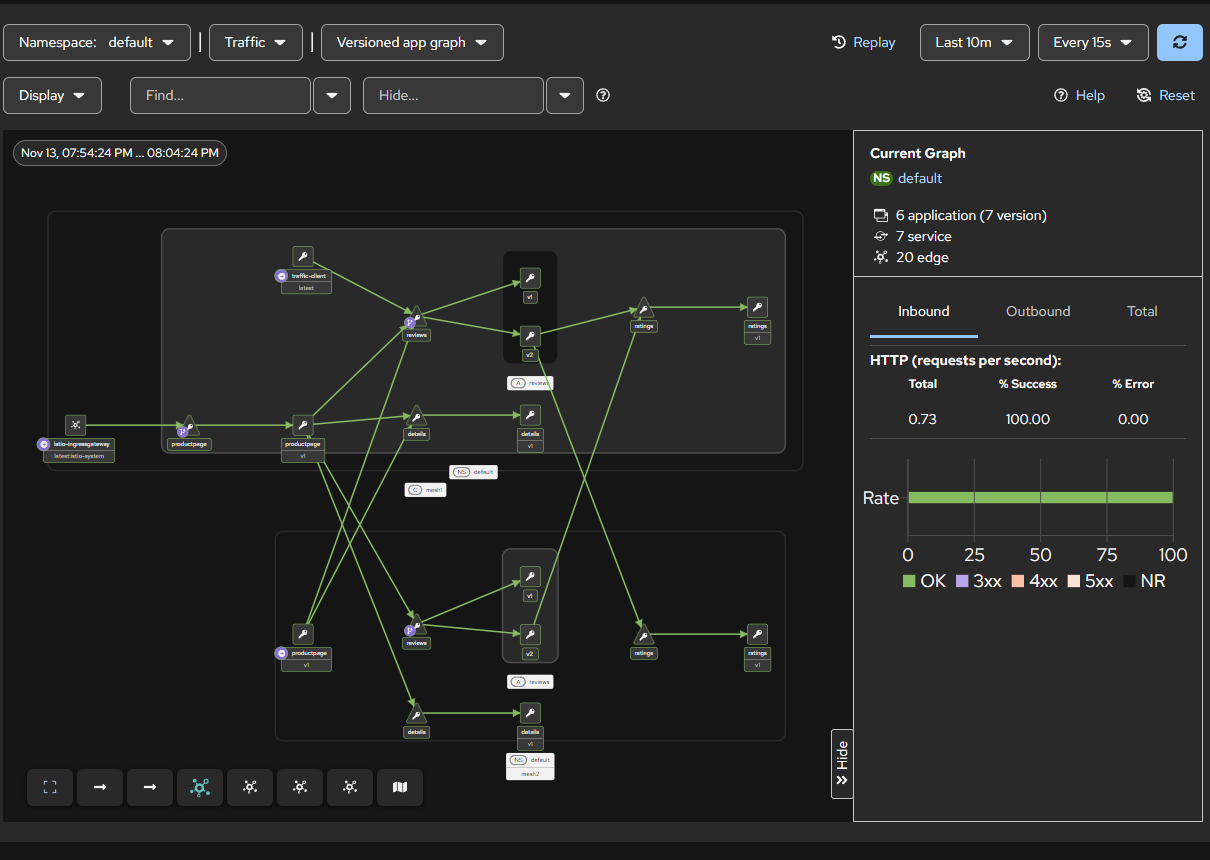 Namespace: default
Traffic
Versioned app graph
Replay
Last 10m
Every 15s
Display
Find...
Hide...
Help
Reset
Nov 13, 07:54:24 PM ... 08:04:24 PM
traffic-client
latest
v1
reviews
v2
ratings
ratings
v1
A reviews
istio-ingressgateway
latest:istio-system
productpage
productpage
v1
details
details
v1
NS default
C mesh1
v1
reviews
v2
productpage
v1
ratings
ratings
v1
A reviews
details
details
v1
NS default
mesh2
Hide
Current Graph
NS default
6 application (7 version)
7 service
20 edge
Inbound Outbound Total
HTTP (requests per second):
Total % Success % Error
0.73 100.00 0.00
Rate
0 25 50 75 100
OK 3xx 4xx 5xx NR